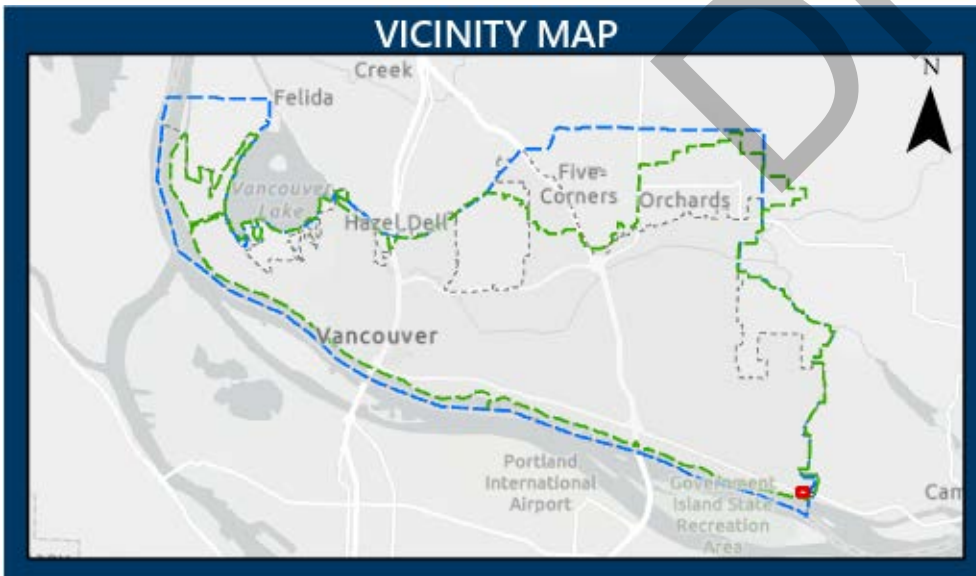 VICINITY MAP
N
Creek
Felida
Vancouver
Lake
Hazel Dell
Five
Corners
Orchards
Vancouver
Portland
International
Airport
Government
Island State
Recreation
Area
Cam